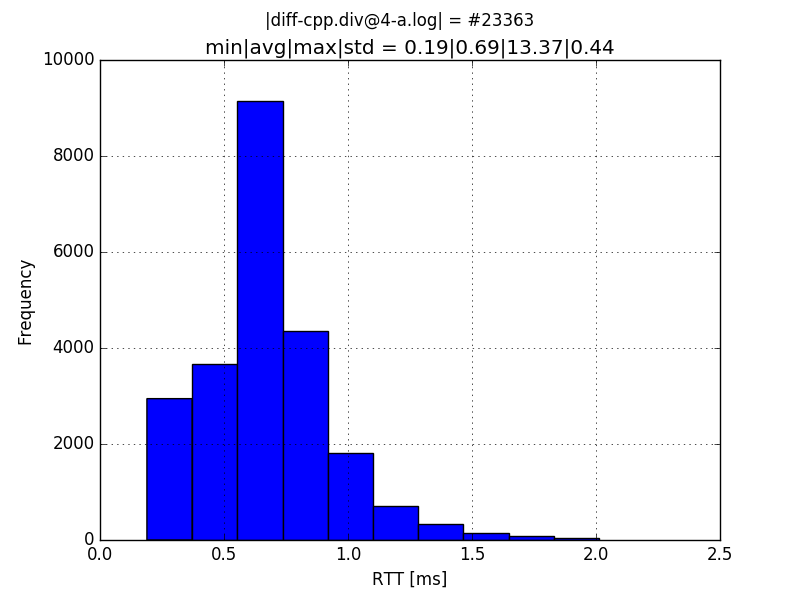 |diff-cpp.div@4-a.log| = #23363
min|avg|max|std = 0.19|0.69|13.37|0.44
10000
8000
6000
4000
2000
0
Frequency
0.0 0.5 1.0 1.5 2.0 2.5
RTT [ms]